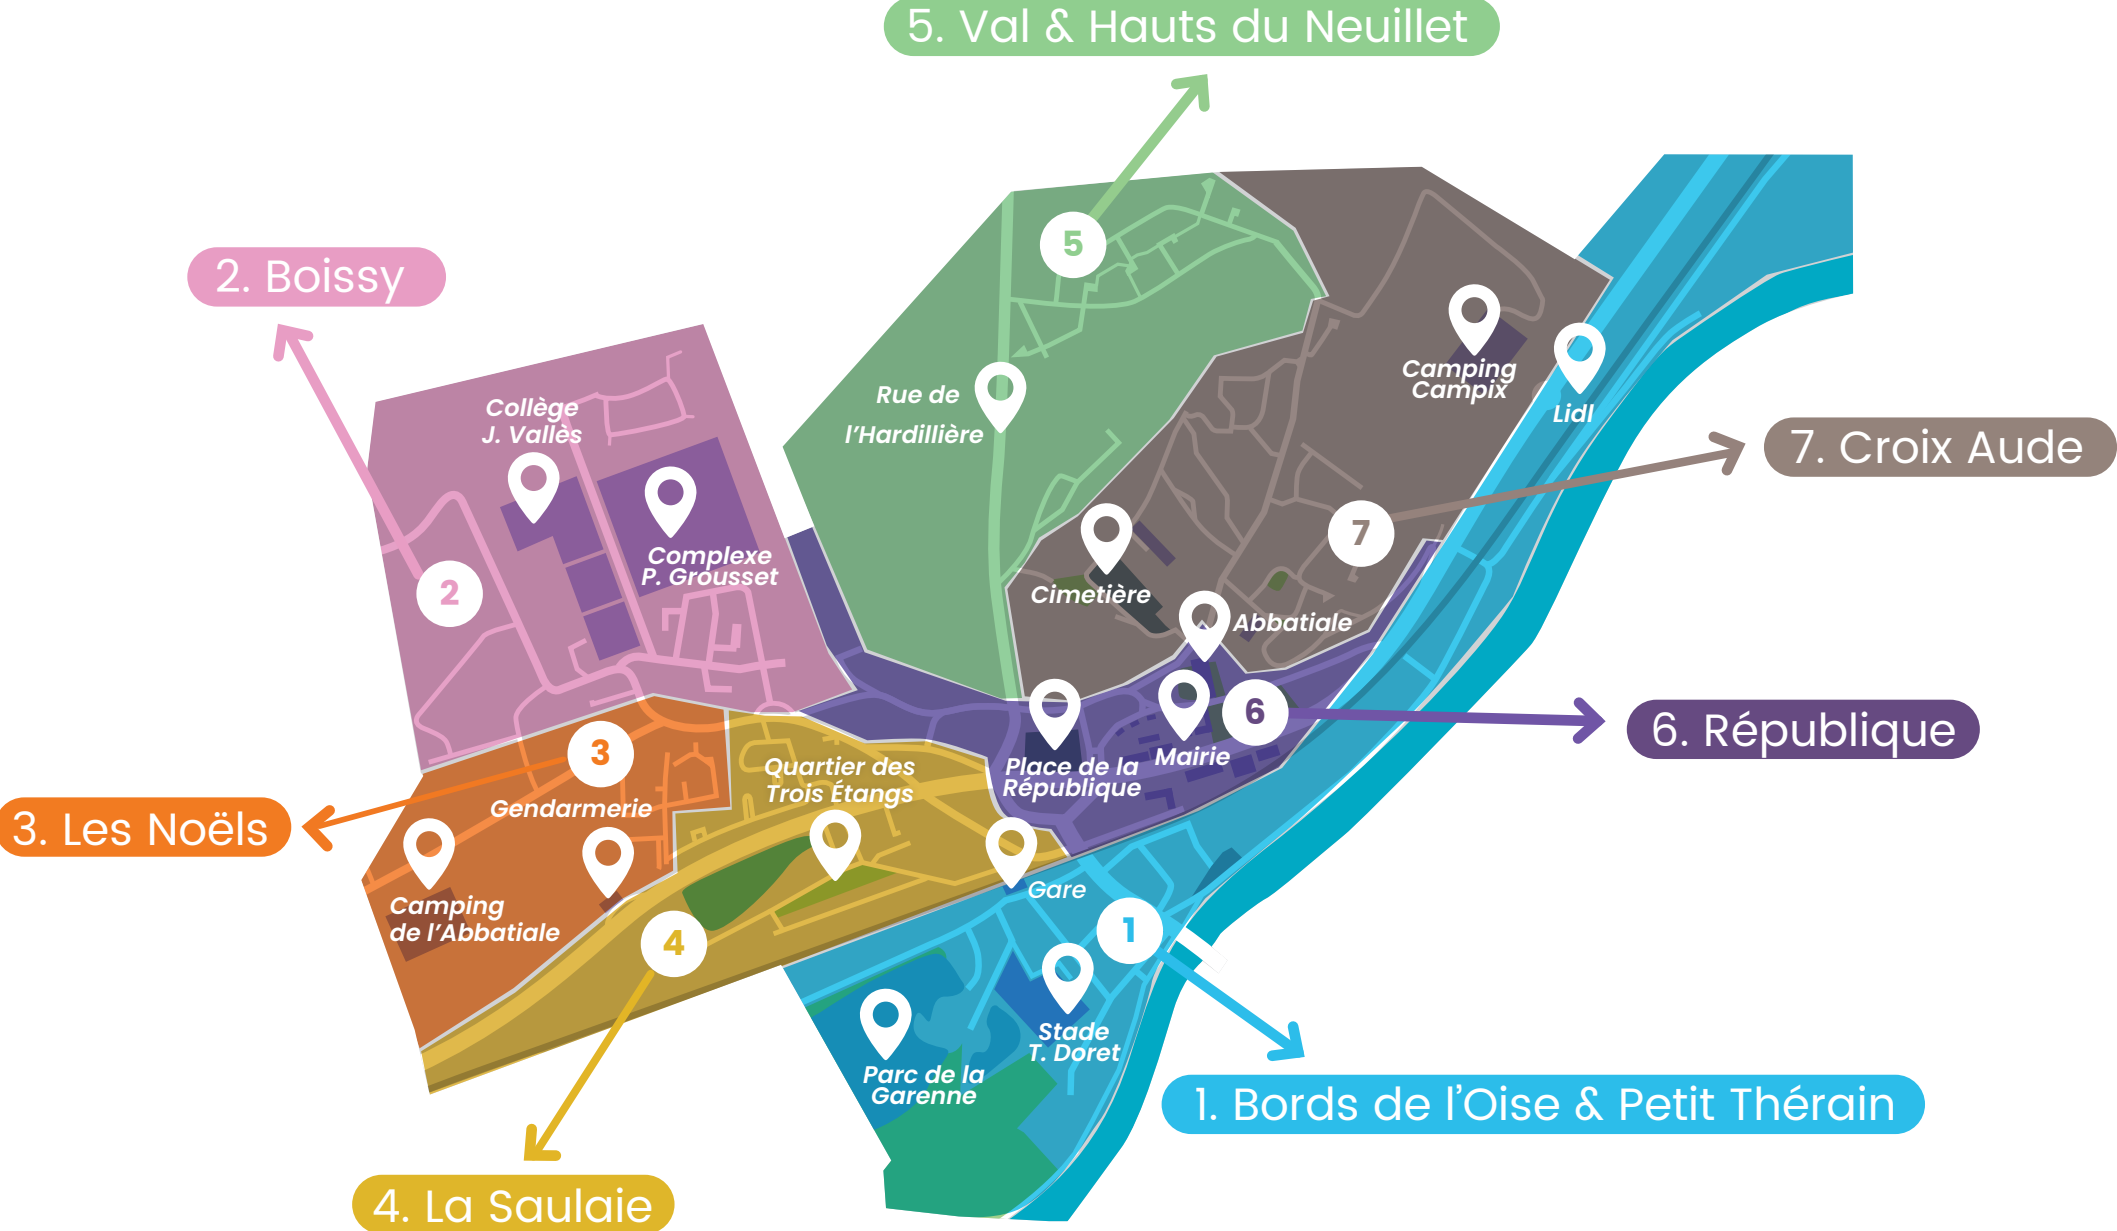 5. Val & Hauts du Neuillet
5
2. Boissy
Camping
Campix
Rue de
l’Hardillière
Lidl
Collège
J. Vallès
7. Croix Aude
7
Complexe
P. Grousset
2
Cimetière
Abbatiale
6
6. République
3
Mairie
Place de la
République
Quartier des
Trois Étangs
Gendarmerie
3. Les Noëls
Gare
Camping
de l’Abbatiale
4
1
Stade
T. Doret
Parc de la
Garenne
1. Bords de l’Oise & Petit Thérain
4. La Saulaie